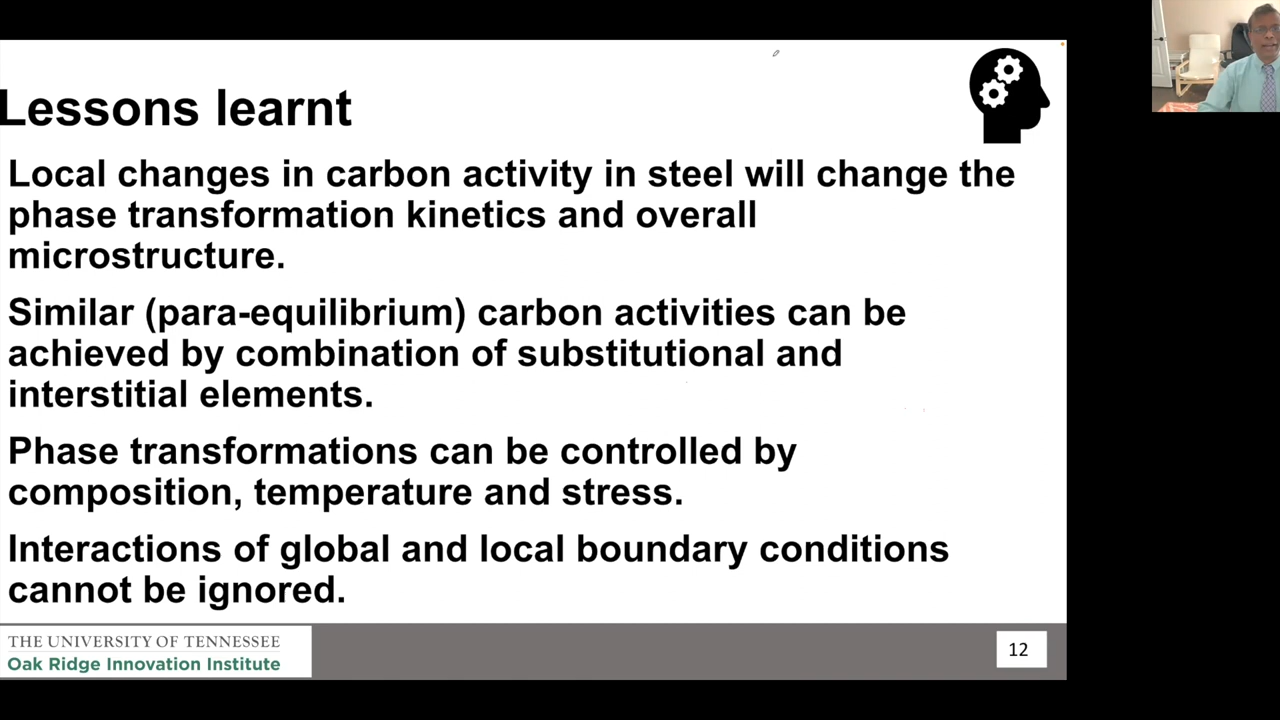 Lessons learnt
Local changes in carbon activity in steel will change the
phase transformation kinetics and overall
microstructure.
Similar (para-equilibrium) carbon activities can be
achieved by combination of substitutional and
interstitial elements.
Phase transformations can be controlled by
composition, temperature and stress.
Interactions of global and local boundary conditions
cannot be ignored.
THE UNIVERSITY OF TENNESSEE
Oak Ridge Innovation Institute
12